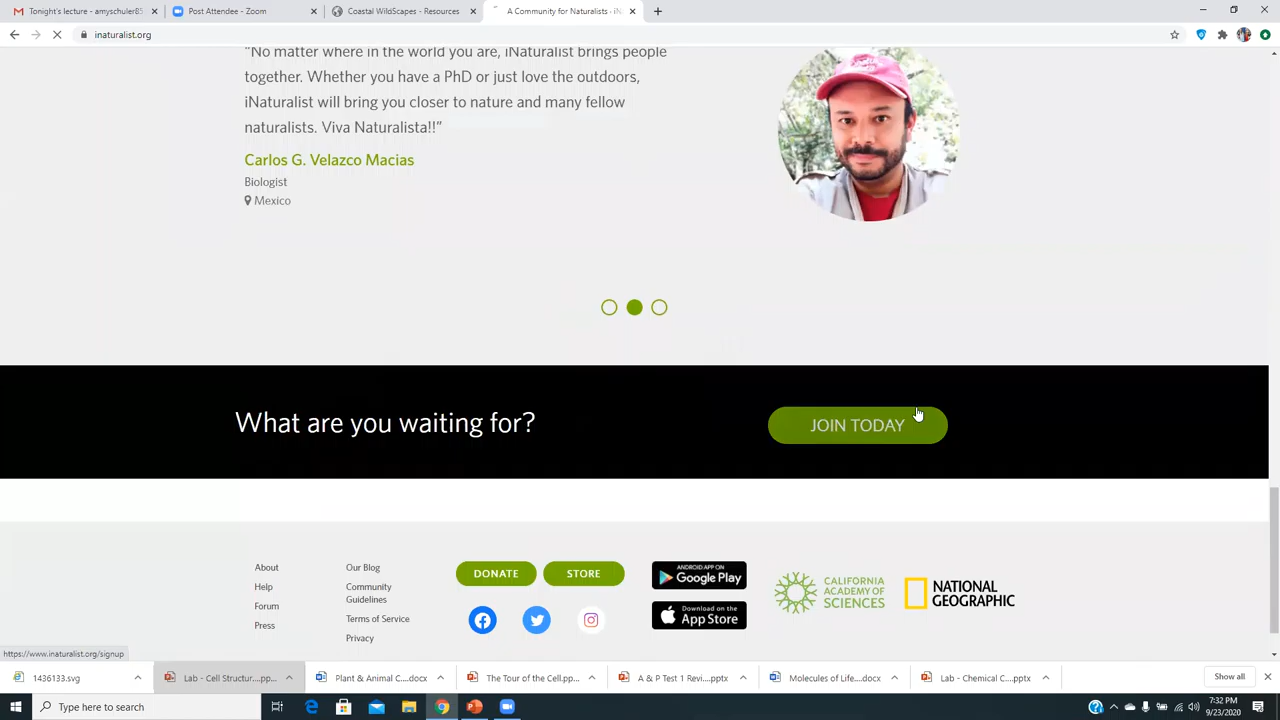 Tonight's lecture - amyschuler85
Post Attendee - Zoom
Coastal WildScapes - Resources
A Community for Naturalists · iN
inaturalist.org
"No matter where in the world you are, iNaturalist brings people
together. Whether you have a PhD or just love the outdoors,
iNaturalist will bring you closer to nature and many fellow
naturalists. Viva Naturalista!!"
Carlos G. Velazco Macias
Biologist
Mexico
What are you waiting for?
JOIN TODAY
About
Help
Forum
Press
Our Blog
Community
Guidelines
Terms of Service
Privacy
DONATE
STORE
ANDROID APP ON
Google Play
Download on the
App Store
CALIFORNIA
ACADEMY OF
SCIENCES
NATIONAL
GEOGRAPHIC
https://www.inaturalist.org/signup
1436133.svg
Lab - Cell Structur....pp...
Plant & Animal C....docx
The Tour of the Cell.pp...
A & P Test 1 Revi....pptx
Molecules of Life....docx
Lab - Chemical C....pptx
Show all
Type here to search
7:32 PM
9/23/2020